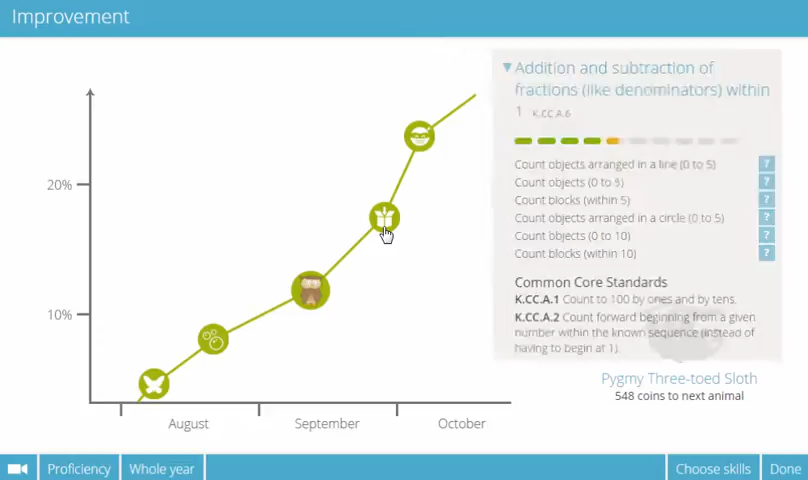 Improvement
20%
10%
August
September
October
Addition and subtraction of
fractions (like denominators) within
1 K.CC.A.6
Count objects arranged in a line (0 to 5)
?
Count objects (0 to 5)
?
Count blocks (within 5)
?
Count objects arranged in a circle (0 to 5)
?
Count objects (0 to 10)
?
Count blocks (within 10)
?
Common Core Standards
K.CC.A.1 Count to 100 by ones and by tens.
K.CC.A.2 Count forward beginning from a given
number within the known sequence (instead of
having to begin at 1).
Pygmy Three-toed Sloth
548 coins to next animal
Proficiency
Whole year
Choose skills
Done